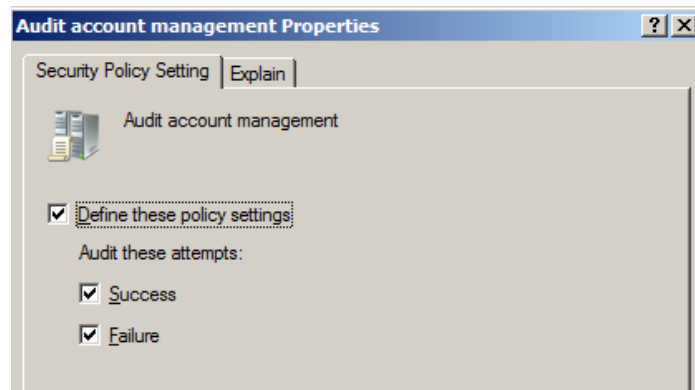 Audit account management Properties
Security Policy Setting
Explain
Audit account management
Define these policy settings
Audit these attempts:
Success
Failure